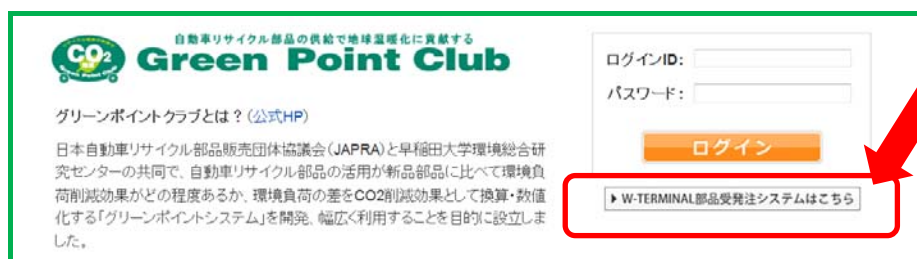 自動車リサイクル部品の供給で地球温暖化に貢献する
CO2
Green Point Club
グリーンポイントクラブとは？(公式HP)
日本自動車リサイクル部品販売団体協議会(JAPRA)と早稲田大学環境総合研
究センターの共同で、自動車リサイクル部品の活用が新品部品に比べて環境負
荷削減効果がどの程度あるか、環境負荷の差をCO2削減効果として換算・数値
化する「グリーンポイントシステム」を開発、幅広く利用することを目的に設立しま
した。
ログインID:
パスワード:
ログイン
W-TERMINAL部品受発注システムはこちら